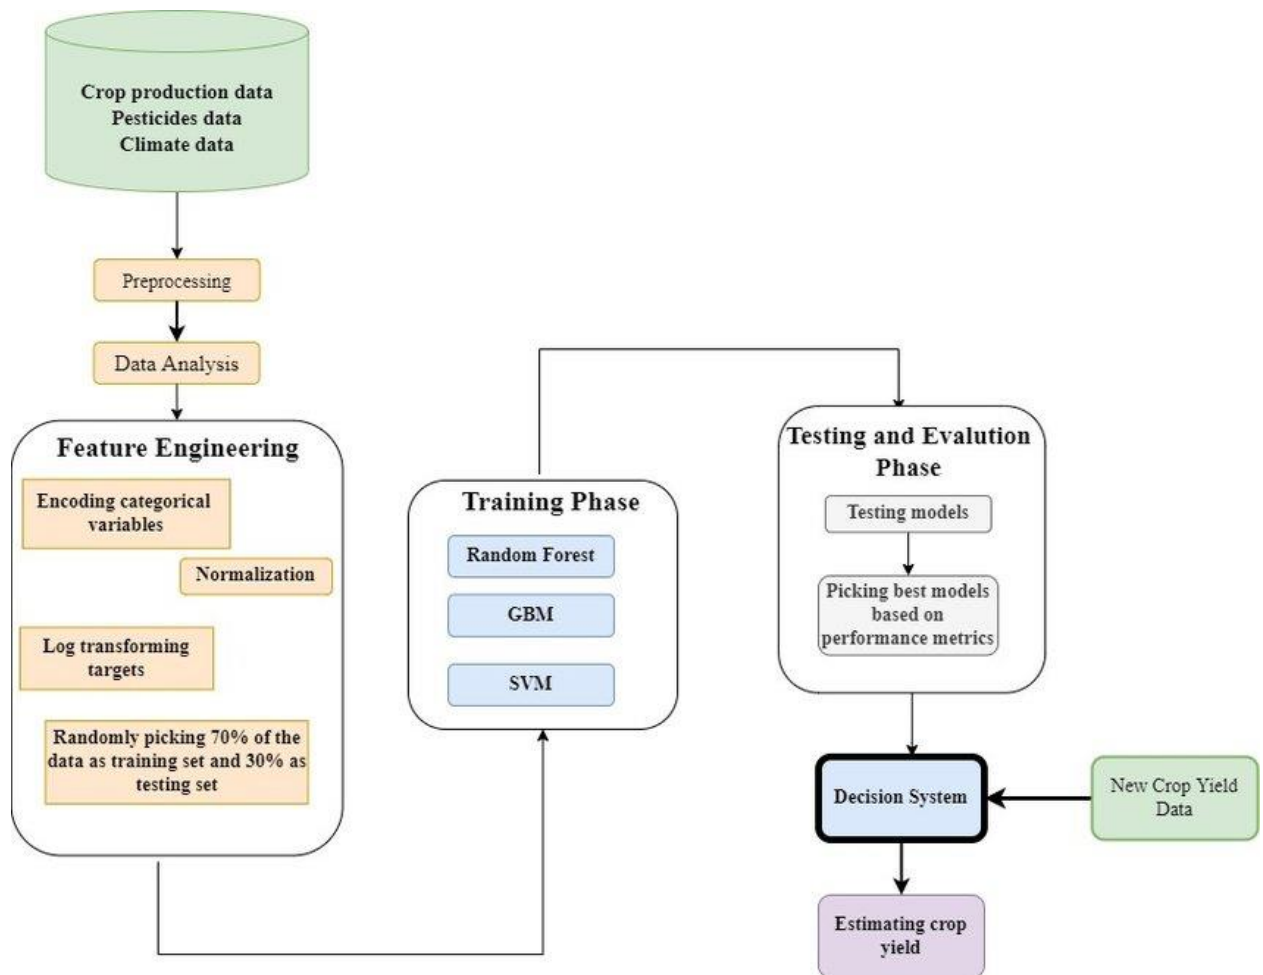 Crop production data
Pesticides data
Climate data
Preprocessing
Data Analysis
Feature Engineering
Encoding categorical
variables
Normalization
Log transforming
targets
Randomly picking 70% of the
data as training set and 30% as
testing set
Training Phase
Random Forest
GBM
SVM
Testing and Evalution
Phase
Testing models
Picking best models
based on
performance metrics
Decision System
New Crop Yield
Data
Estimating crop
yield